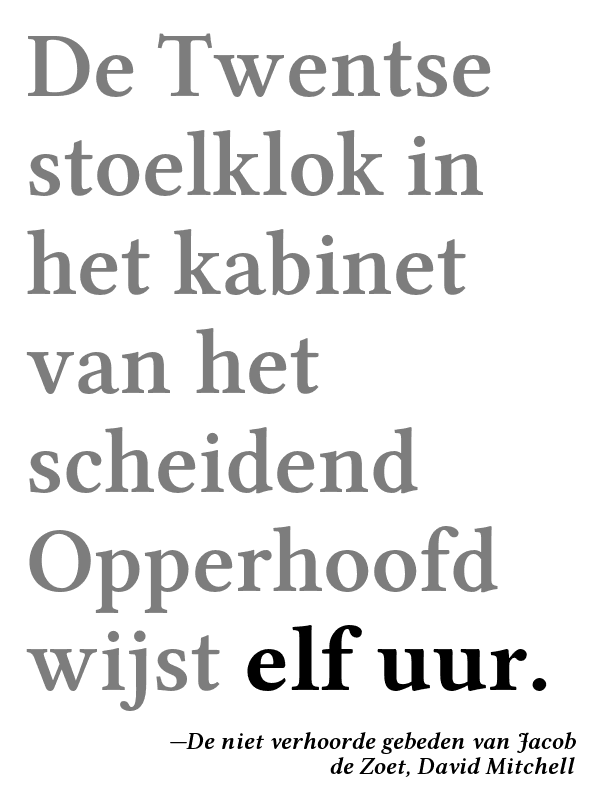 De Twentse
stoelklok in
het kabinet
van het
scheidend
Opperhoofd
wijst elf uur.
—De niet verhoorde gebeden van Jacob
de Zoet, David Mitchell